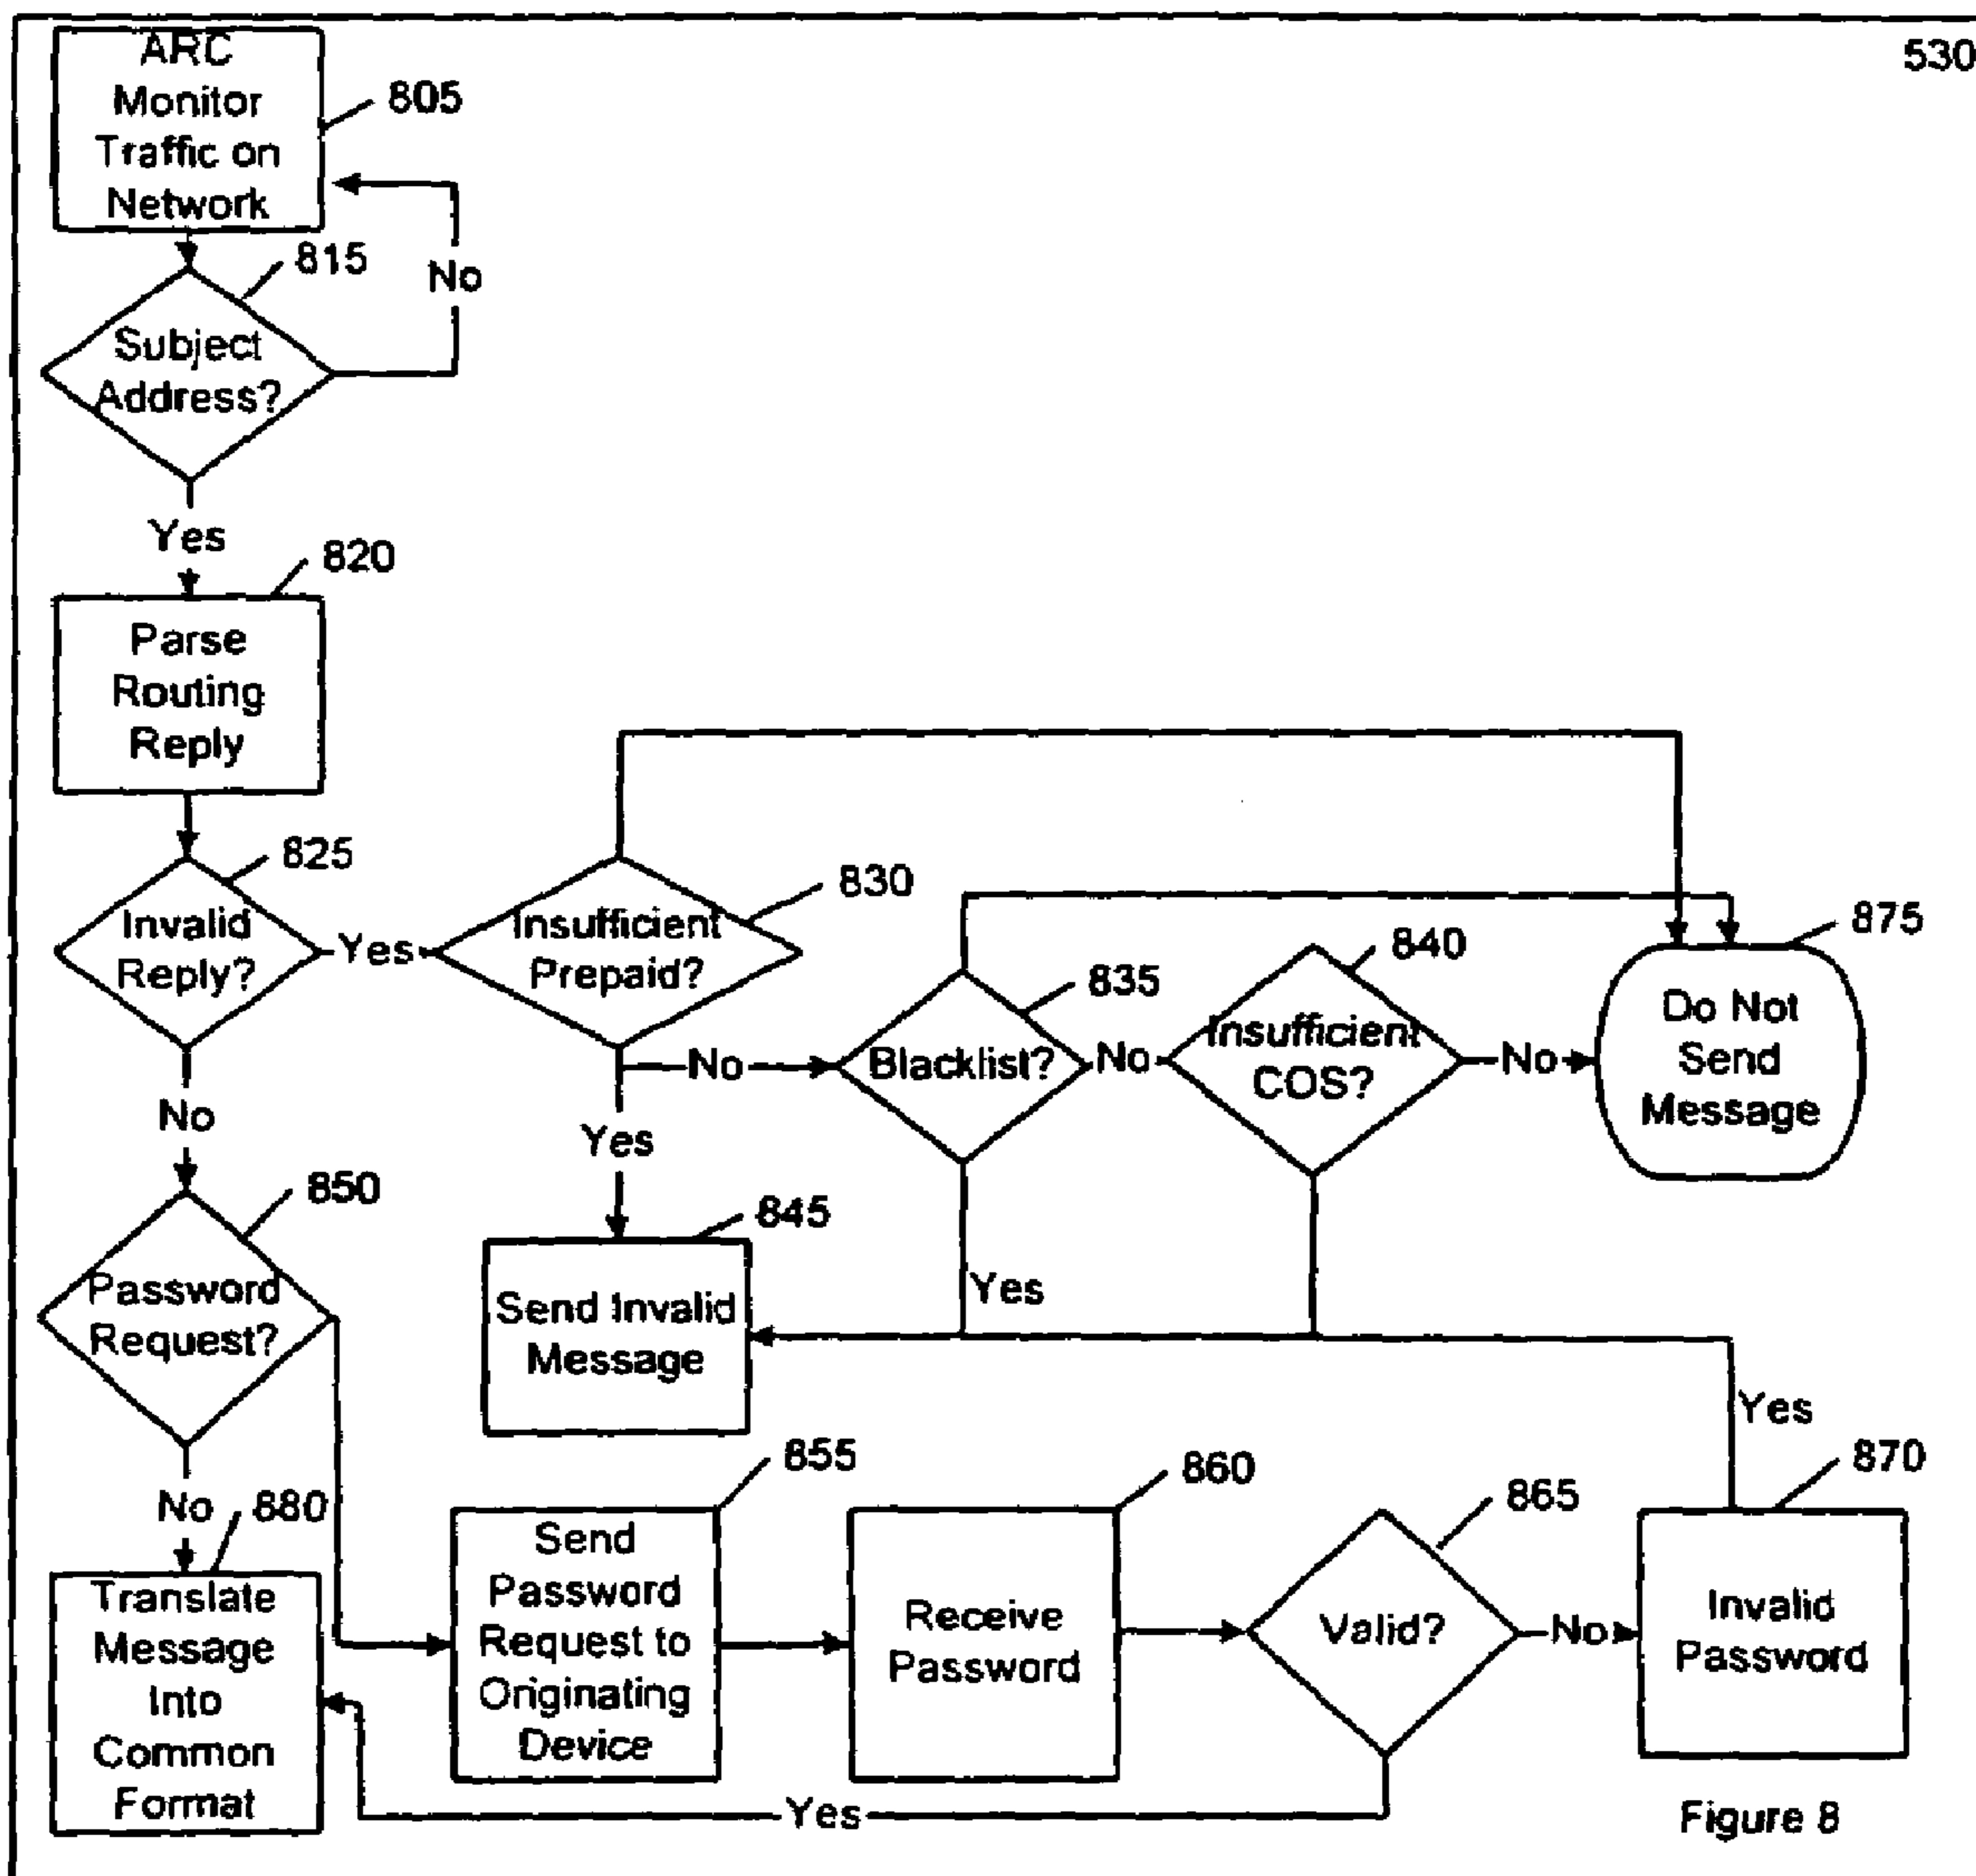 530
ARC
Monitor
Traffic on
Network
805
815
No
Subject
Address?
Yes
820
Parse
Routing
Reply
825
Invalid
Reply?
Yes
830
Insufficient
Prepaid?
No
835
Blacklist?
No
840
Insufficient
COS?
No
875
Do Not
Send
Message
No
Yes
850
845
Password
Request?
Send Invalid
Message
Yes
Yes
No
880
855
860
865
870
Translate
Message
Into
Common
Format
Send
Password
Request to
Originating
Device
Receive
Password
Valid?
No
Invalid
Password
Yes
Figure 8